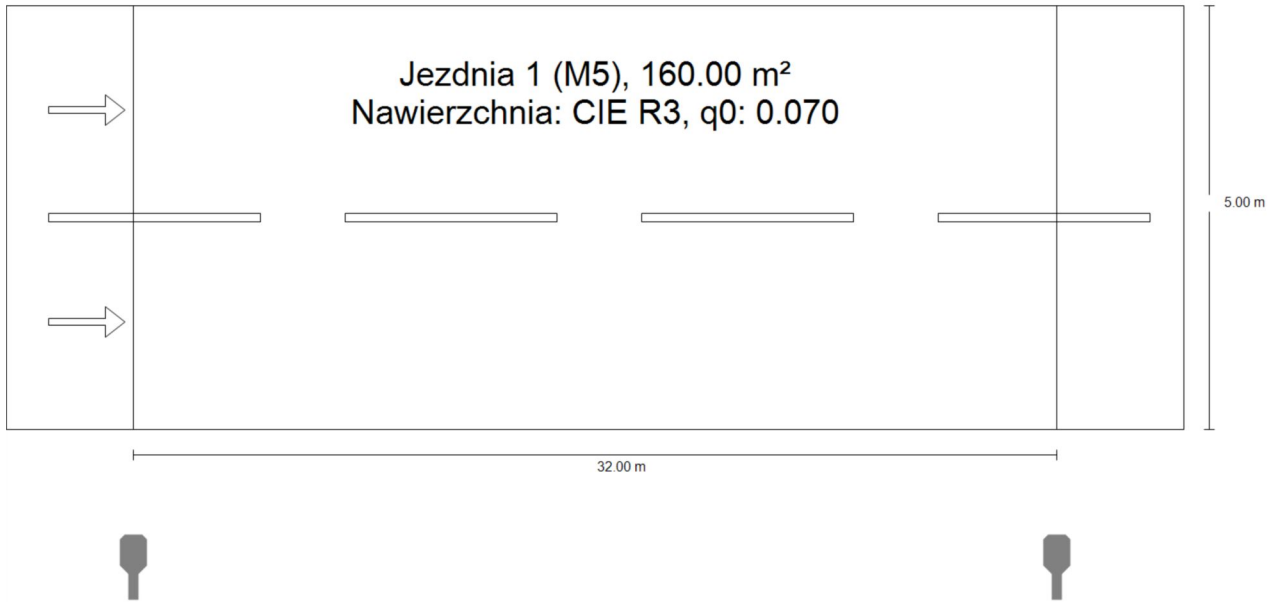 Jezdnia 1 (M5), 160.00 m²
Nawierzchnia: CIE R3, q0: 0.070
5.00 m
32.00 m